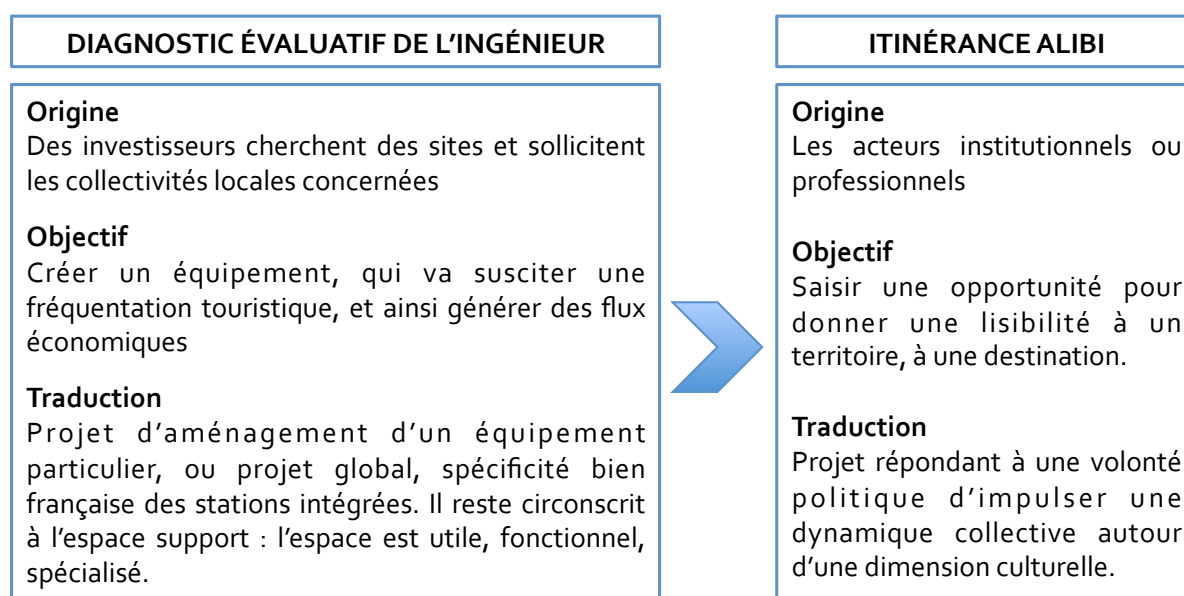 DIAGNOSTIC ÉVALUATIF DE L’INGÉNIEUR
Origine
Des investisseurs cherchent des sites et sollicitent
les collectivités locales concernées
Objectif
Créer un équipement, qui va susciter une
fréquentation touristique, et ainsi générer des flux
économiques
Traduction
Projet d’aménagement d’un équipement
particulier, ou projet global, spécificité bien
française des stations intégrées. Il reste circonscrit
à l’espace support : l’espace est utile, fonctionnel,
spécialisé.
ITINÉRANCE ALIBI
Origine
Les acteurs institutionnels ou
professionnels
Objectif
Saisir une opportunité pour
donner une lisibilité à un
territoire, à une destination.
Traduction
Projet répondant à une volonté
politique d’impulser une
dynamique collective autour
d’une dimension culturelle.